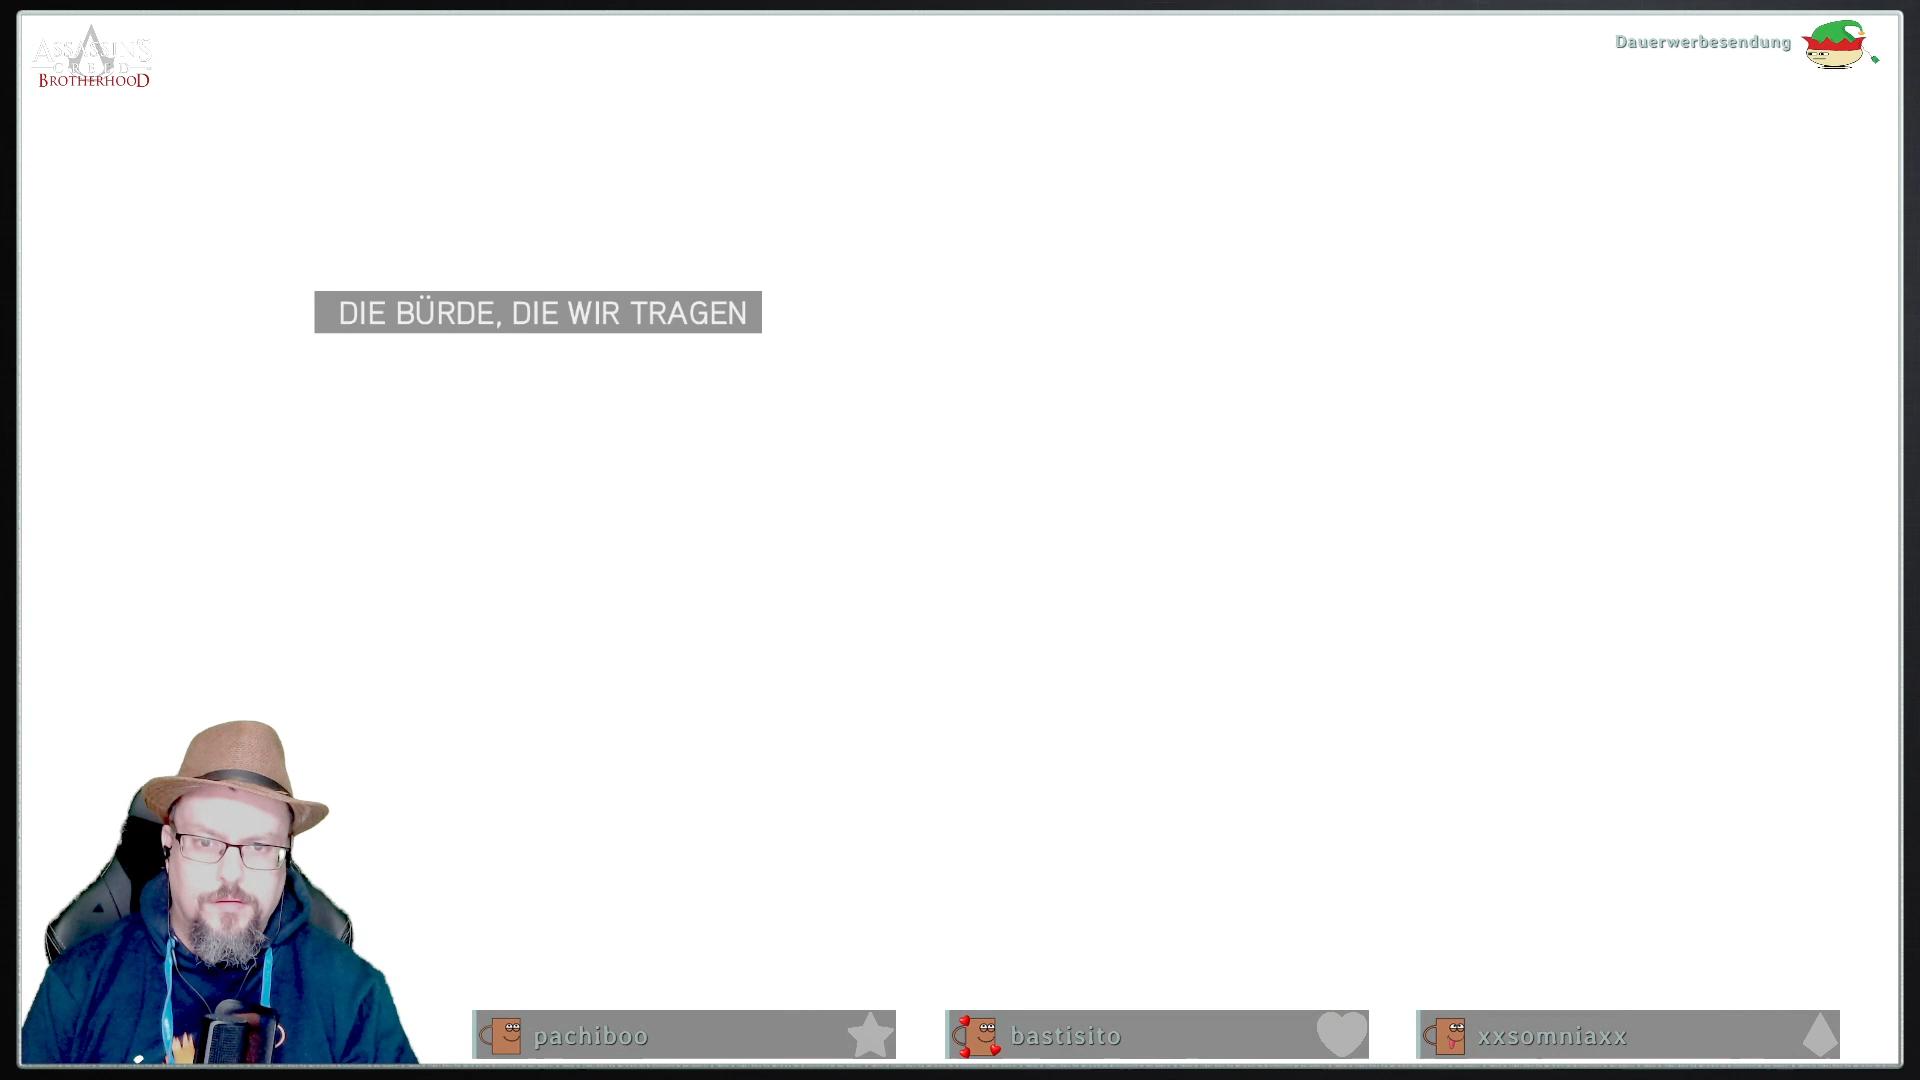 ASSASSIN'S
CREED
BROTHERHOOD
Dauerwerbesendung
DIE BÜRDE, DIE WIR TRAGEN
pachiboo
bastisito
xxsomniaxx